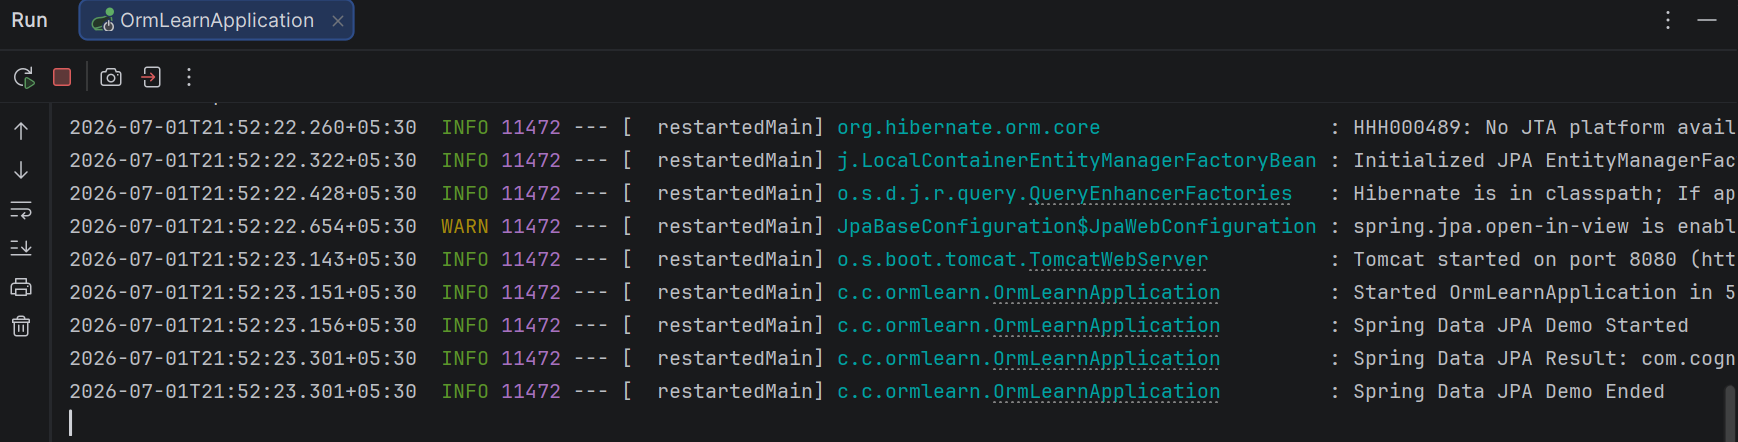 Run OrmLearnApplication
2026-07-01T21:52:22.260+05:30 INFO 11472 --- [ restartedMain] org.hibernate.orm.core : HHH000489: No JTA platform avail
2026-07-01T21:52:22.322+05:30 INFO 11472 --- [ restartedMain] j.LocalContainerEntityManagerFactoryBean : Initialized JPA EntityManagerFac
2026-07-01T21:52:22.428+05:30 INFO 11472 --- [ restartedMain] o.s.d.j.r.query.QueryEnhancerFactories : Hibernate is in classpath; If ap
2026-07-01T21:52:22.654+05:30 WARN 11472 --- [ restartedMain] JpaBaseConfiguration$JpaWebConfiguration : spring.jpa.open-in-view is enabl
2026-07-01T21:52:23.143+05:30 INFO 11472 --- [ restartedMain] o.s.boot.tomcat.TomcatWebServer : Tomcat started on port 8080 (htt
2026-07-01T21:52:23.151+05:30 INFO 11472 --- [ restartedMain] c.c.ormlearn.OrmLearnApplication : Started OrmLearnApplication in 5
2026-07-01T21:52:23.156+05:30 INFO 11472 --- [ restartedMain] c.c.ormlearn.OrmLearnApplication : Spring Data JPA Demo Started
2026-07-01T21:52:23.301+05:30 INFO 11472 --- [ restartedMain] c.c.ormlearn.OrmLearnApplication : Spring Data JPA Result: com.cogn
2026-07-01T21:52:23.301+05:30 INFO 11472 --- [ restartedMain] c.c.ormlearn.OrmLearnApplication : Spring Data JPA Demo Ended